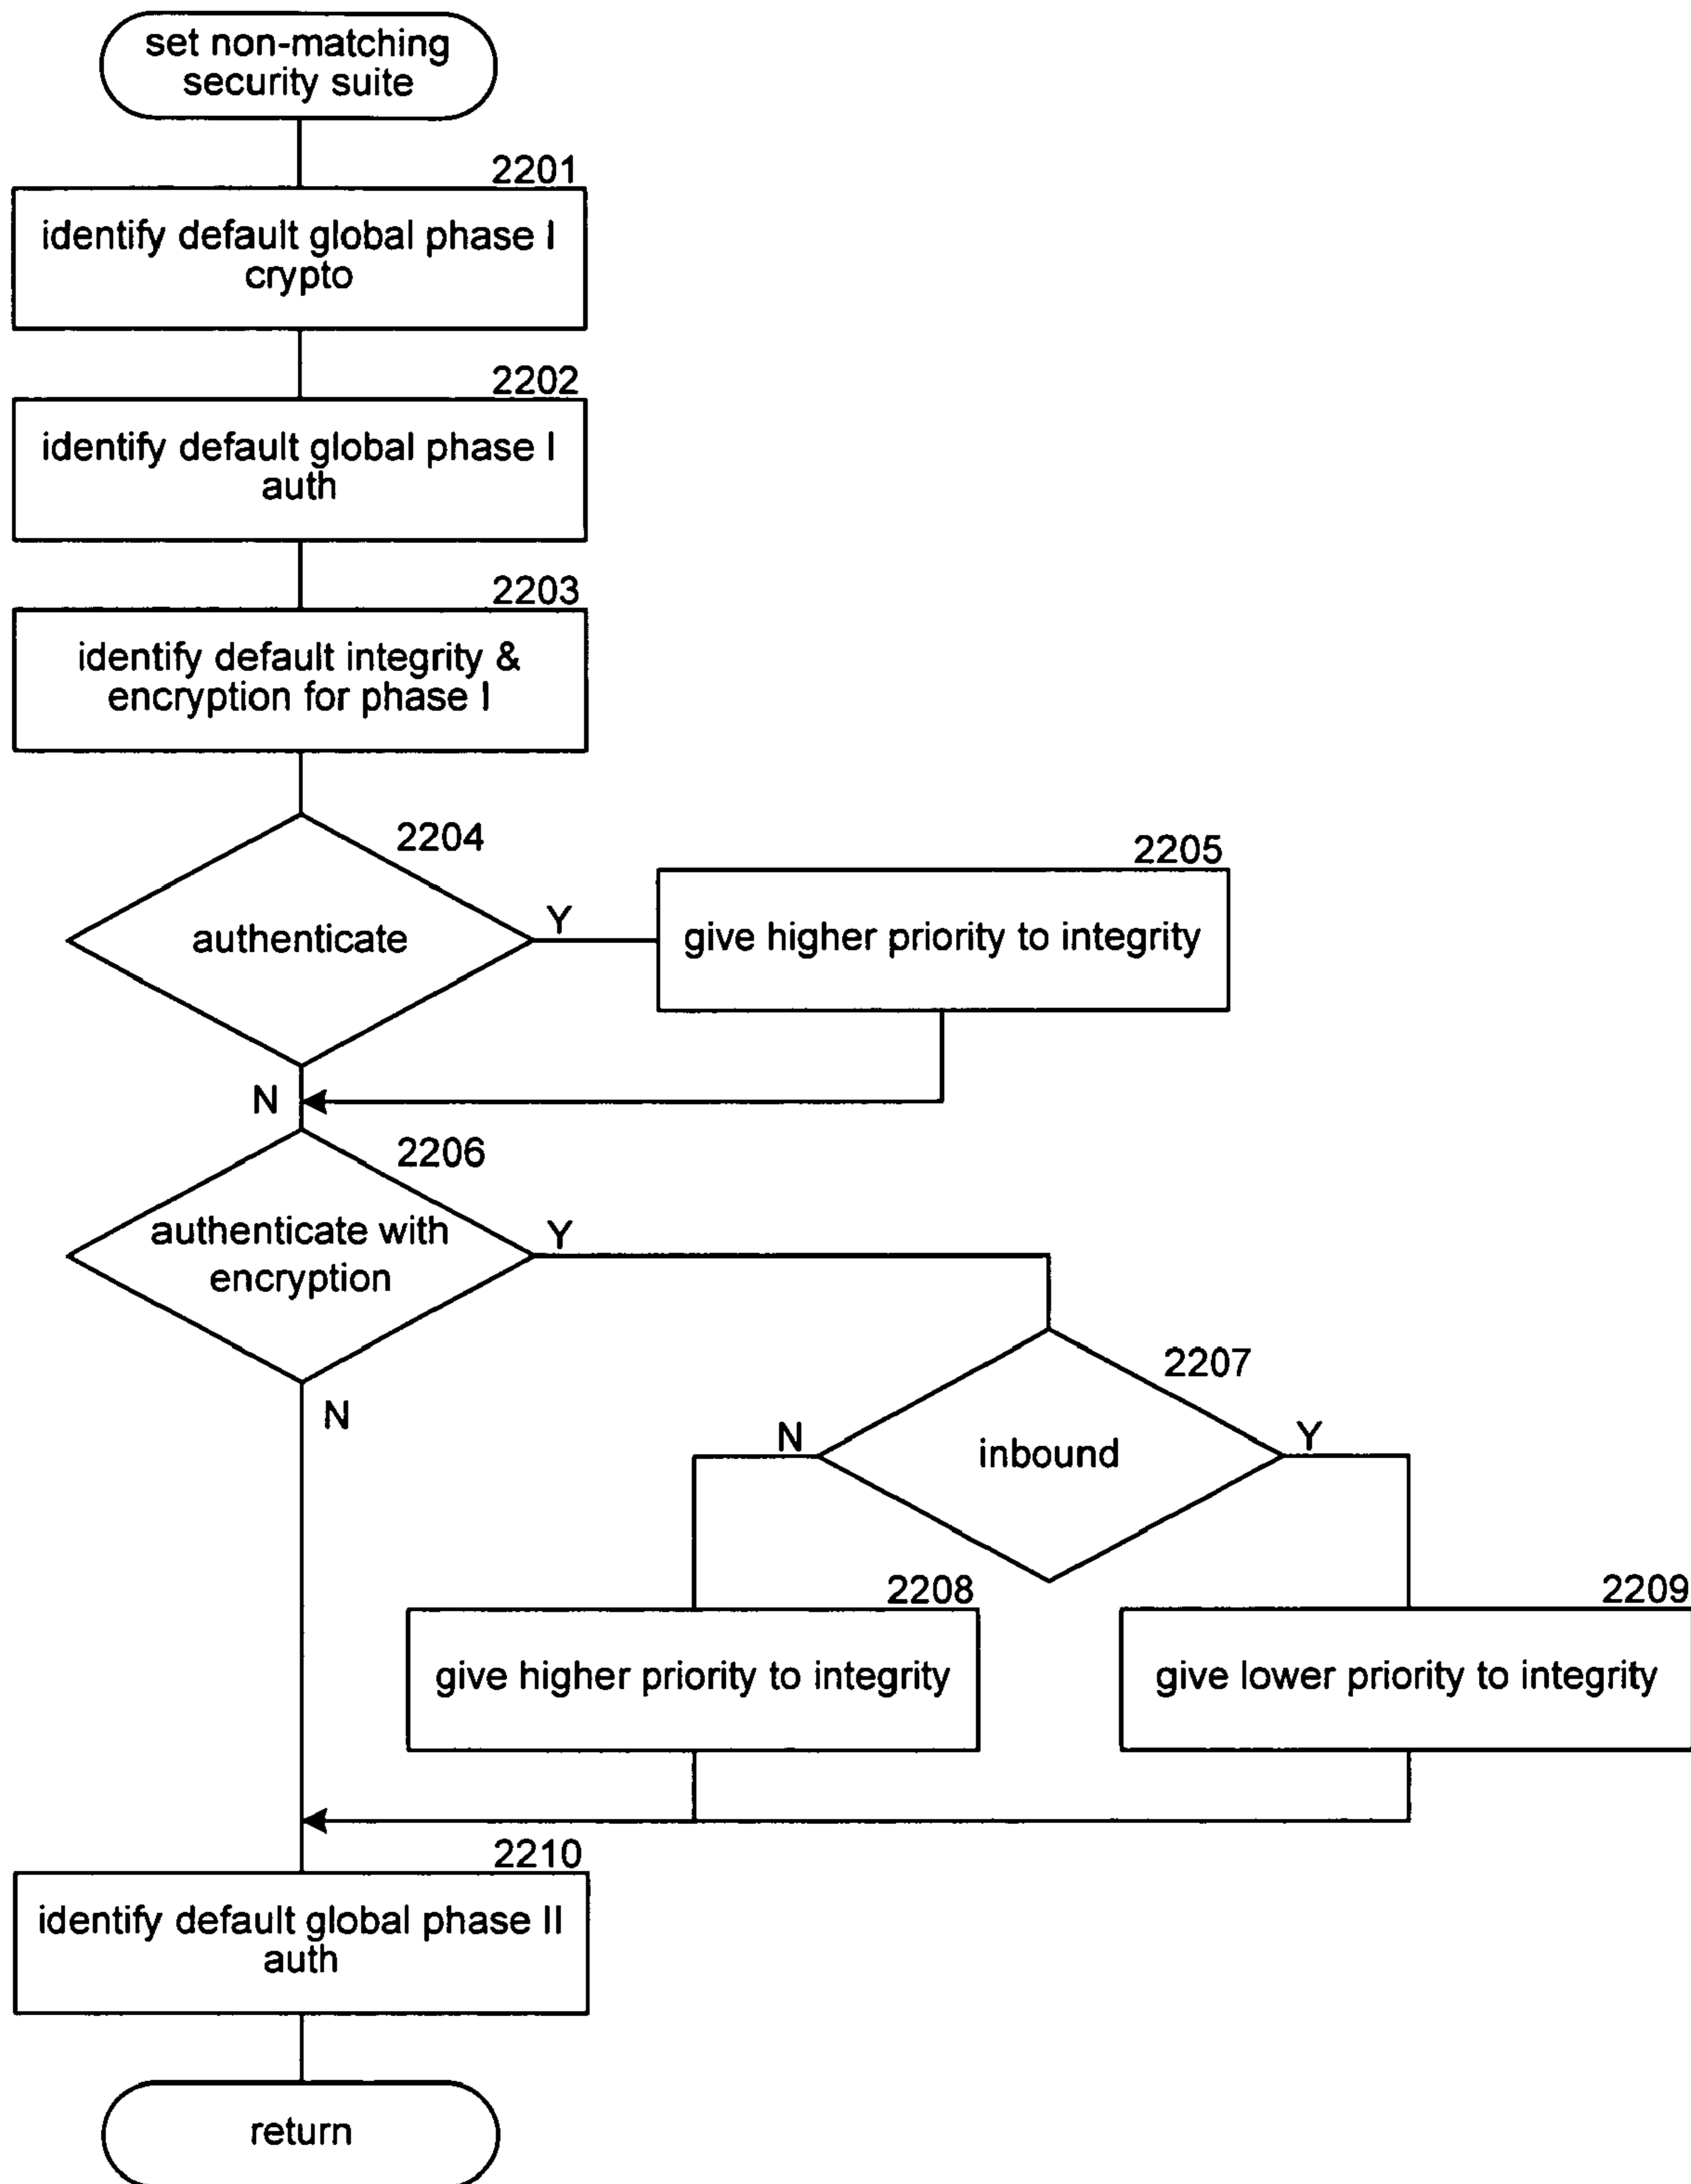 set non-matching
security suite
2201
identify default global phase I
crypto
2202
identify default global phase I
auth
2203
identify default integrity &
encryption for phase I
2204
authenticate
Y
2205
give higher priority to integrity
N
2206
authenticate with
encryption
Y
N
2207
inbound
N
Y
2208
give higher priority to integrity
2209
give lower priority to integrity
2210
identify default global phase II
auth
return